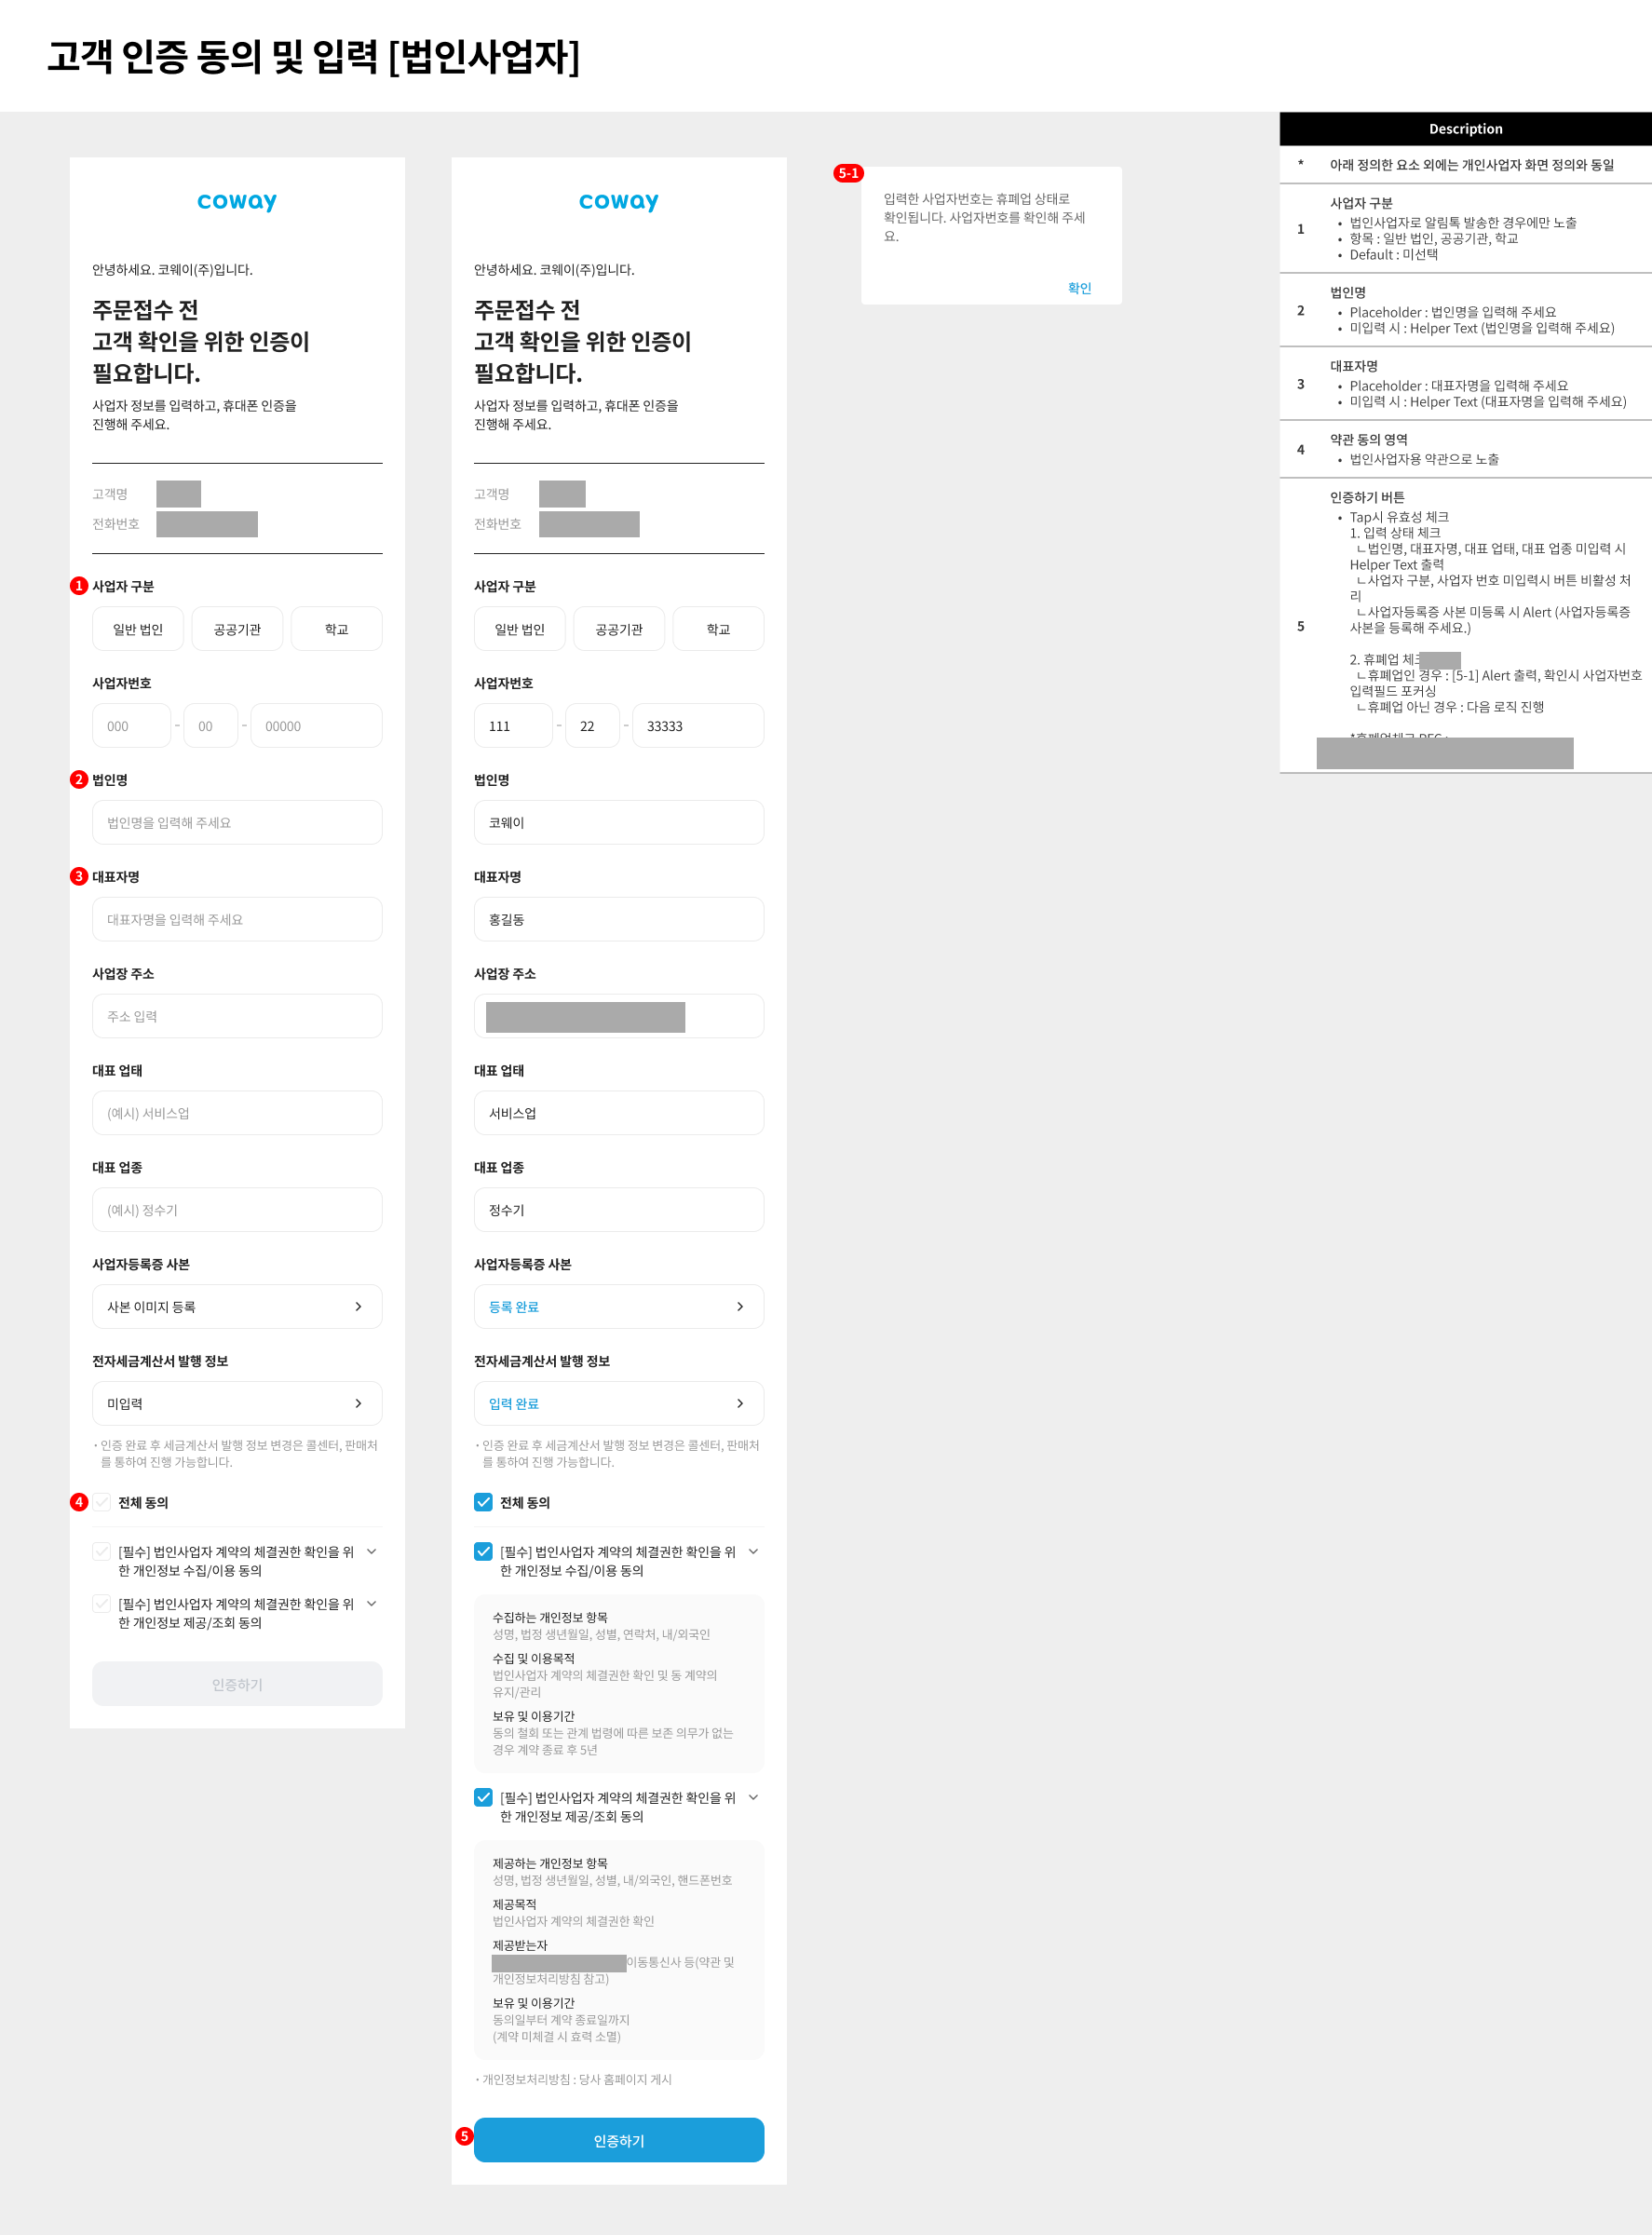 고객 인증 동의 및 입력 [법인사업자]
coway
안녕하세요. 코웨이(주)입니다.
주문접수 전
고객 확인을 위한 인증이
필요합니다.
사업자 정보를 입력하고, 휴대폰 인증을
진행해 주세요.
고객명
전화번호
1 사업자 구분
일반 법인 공공기관 학교
사업자번호
000 - 00 - 00000
2 법인명
법인명을 입력해 주세요
3 대표자명
대표자명을 입력해 주세요
사업장 주소
주소 입력
대표 업태
(예시) 서비스업
대표 업종
(예시) 정수기
사업자등록증 사본
사본 이미지 등록
전자세금계산서 발행 정보
미입력
· 인증 완료 후 세금계산서 발행 정보 변경은 콜센터, 판매처
를 통하여 진행 가능합니다.
4 전체 동의
[필수] 법인사업자 계약의 체결권한 확인을 위
한 개인정보 수집/이용 동의
[필수] 법인사업자 계약의 체결권한 확인을 위
한 개인정보 제공/조회 동의
인증하기
coway
안녕하세요. 코웨이(주)입니다.
주문접수 전
고객 확인을 위한 인증이
필요합니다.
사업자 정보를 입력하고, 휴대폰 인증을
진행해 주세요.
고객명
전화번호
사업자 구분
일반 법인 공공기관 학교
사업자번호
111 - 22 - 33333
법인명
코웨이
대표자명
홍길동
사업장 주소
대표 업태
서비스업
대표 업종
정수기
사업자등록증 사본
등록 완료
전자세금계산서 발행 정보
입력 완료
· 인증 완료 후 세금계산서 발행 정보 변경은 콜센터, 판매처
를 통하여 진행 가능합니다.
전체 동의
[필수] 법인사업자 계약의 체결권한 확인을 위
한 개인정보 수집/이용 동의
수집하는 개인정보 항목
성명, 법정 생년월일, 성별, 연락처, 내/외국인
수집 및 이용목적
법인사업자 계약의 체결권한 확인 및 동 계약의
유지/관리
보유 및 이용기간
동의 철회 또는 관계 법령에 따른 보존 의무가 없는
경우 계약 종료 후 5년
[필수] 법인사업자 계약의 체결권한 확인을 위
한 개인정보 제공/조회 동의
제공하는 개인정보 항목
성명, 법정 생년월일, 성별, 내/외국인, 핸드폰번호
제공목적
법인사업자 계약의 체결권한 확인
제공받는자
이동통신사 등(약관 및
개인정보처리방침 참고)
보유 및 이용기간
동의일부터 계약 종료일까지
(계약 미체결 시 효력 소멸)
· 개인정보처리방침 : 당사 홈페이지 게시
5 인증하기
5-1
입력한 사업자번호는 휴폐업 상태로
확인됩니다. 사업자번호를 확인해 주세
요.
확인
Description
* 아래 정의한 요소 외에는 개인사업자 화면 정의와 동일
1
사업자 구분
• 법인사업자로 알림톡 발송한 경우에만 노출
• 항목 : 일반 법인, 공공기관, 학교
• Default : 미선택
2
법인명
• Placeholder : 법인명을 입력해 주세요
• 미입력 시 : Helper Text (법인명을 입력해 주세요)
3
대표자명
• Placeholder : 대표자명을 입력해 주세요
• 미입력 시 : Helper Text (대표자명을 입력해 주세요)
4
약관 동의 영역
• 법인사업자용 약관으로 노출
5
인증하기 버튼
• Tap시 유효성 체크
1. 입력 상태 체크
ㄴ법인명, 대표자명, 대표 업태, 대표 업종 미입력 시
Helper Text 출력
ㄴ사업자 구분, 사업자 번호 미입력시 버튼 비활성 처
리
ㄴ사업자등록증 사본 미등록 시 Alert (사업자등록증
사본을 등록해 주세요.)
2. 휴폐업
ㄴ휴폐업인 경우 : [5-1] Alert 출력, 확인시 사업자번호
입력필드 포커싱
ㄴ휴폐업 아닌 경우 : 다음 로직 진행